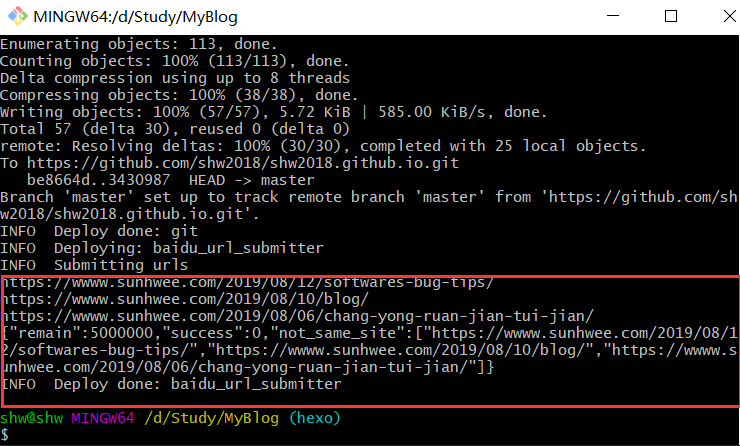 MINGW64:/d/Study/MyBlog
Enumerating objects: 113, done.
Counting objects: 100% (113/113), done.
Delta compression using up to 8 threads
Compressing objects: 100% (38/38), done.
Writing objects: 100% (57/57), 5.72 KiB | 585.00 KiB/s, done.
Total 57 (delta 30), reused 0 (delta 0)
remote: Resolving deltas: 100% (30/30), completed with 25 local objects.
To https://github.com/shw2018/shw2018.github.io.git
   be8664d..3430987  HEAD -> master
Branch 'master' set up to track remote branch 'master' from 'https://github.com/sh
w2018/shw2018.github.io.git'.
INFO  Deploy done: git
INFO  Deploying: baidu_url_submitter
INFO  Submitting urls
https://wwww.sunhwee.com/2019/08/12/softwares-bug-tips/
https://wwww.sunhwee.com/2019/08/10/blog/
https://wwww.sunhwee.com/2019/08/06/chang-yong-ruan-jian-tui-jian/
{"remain":5000000,"success":0,"not_same_site":["https://wwww.sunhwee.com/2019/08/1
2/softwares-bug-tips/","https://wwww.sunhwee.com/2019/08/10/blog/","https://wwww.s
unhwee.com/2019/08/06/chang-yong-ruan-jian-tui-jian/"]}
INFO  Deploy done: baidu_url_submitter
shw@shw MINGW64 /d/Study/MyBlog (hexo)
$